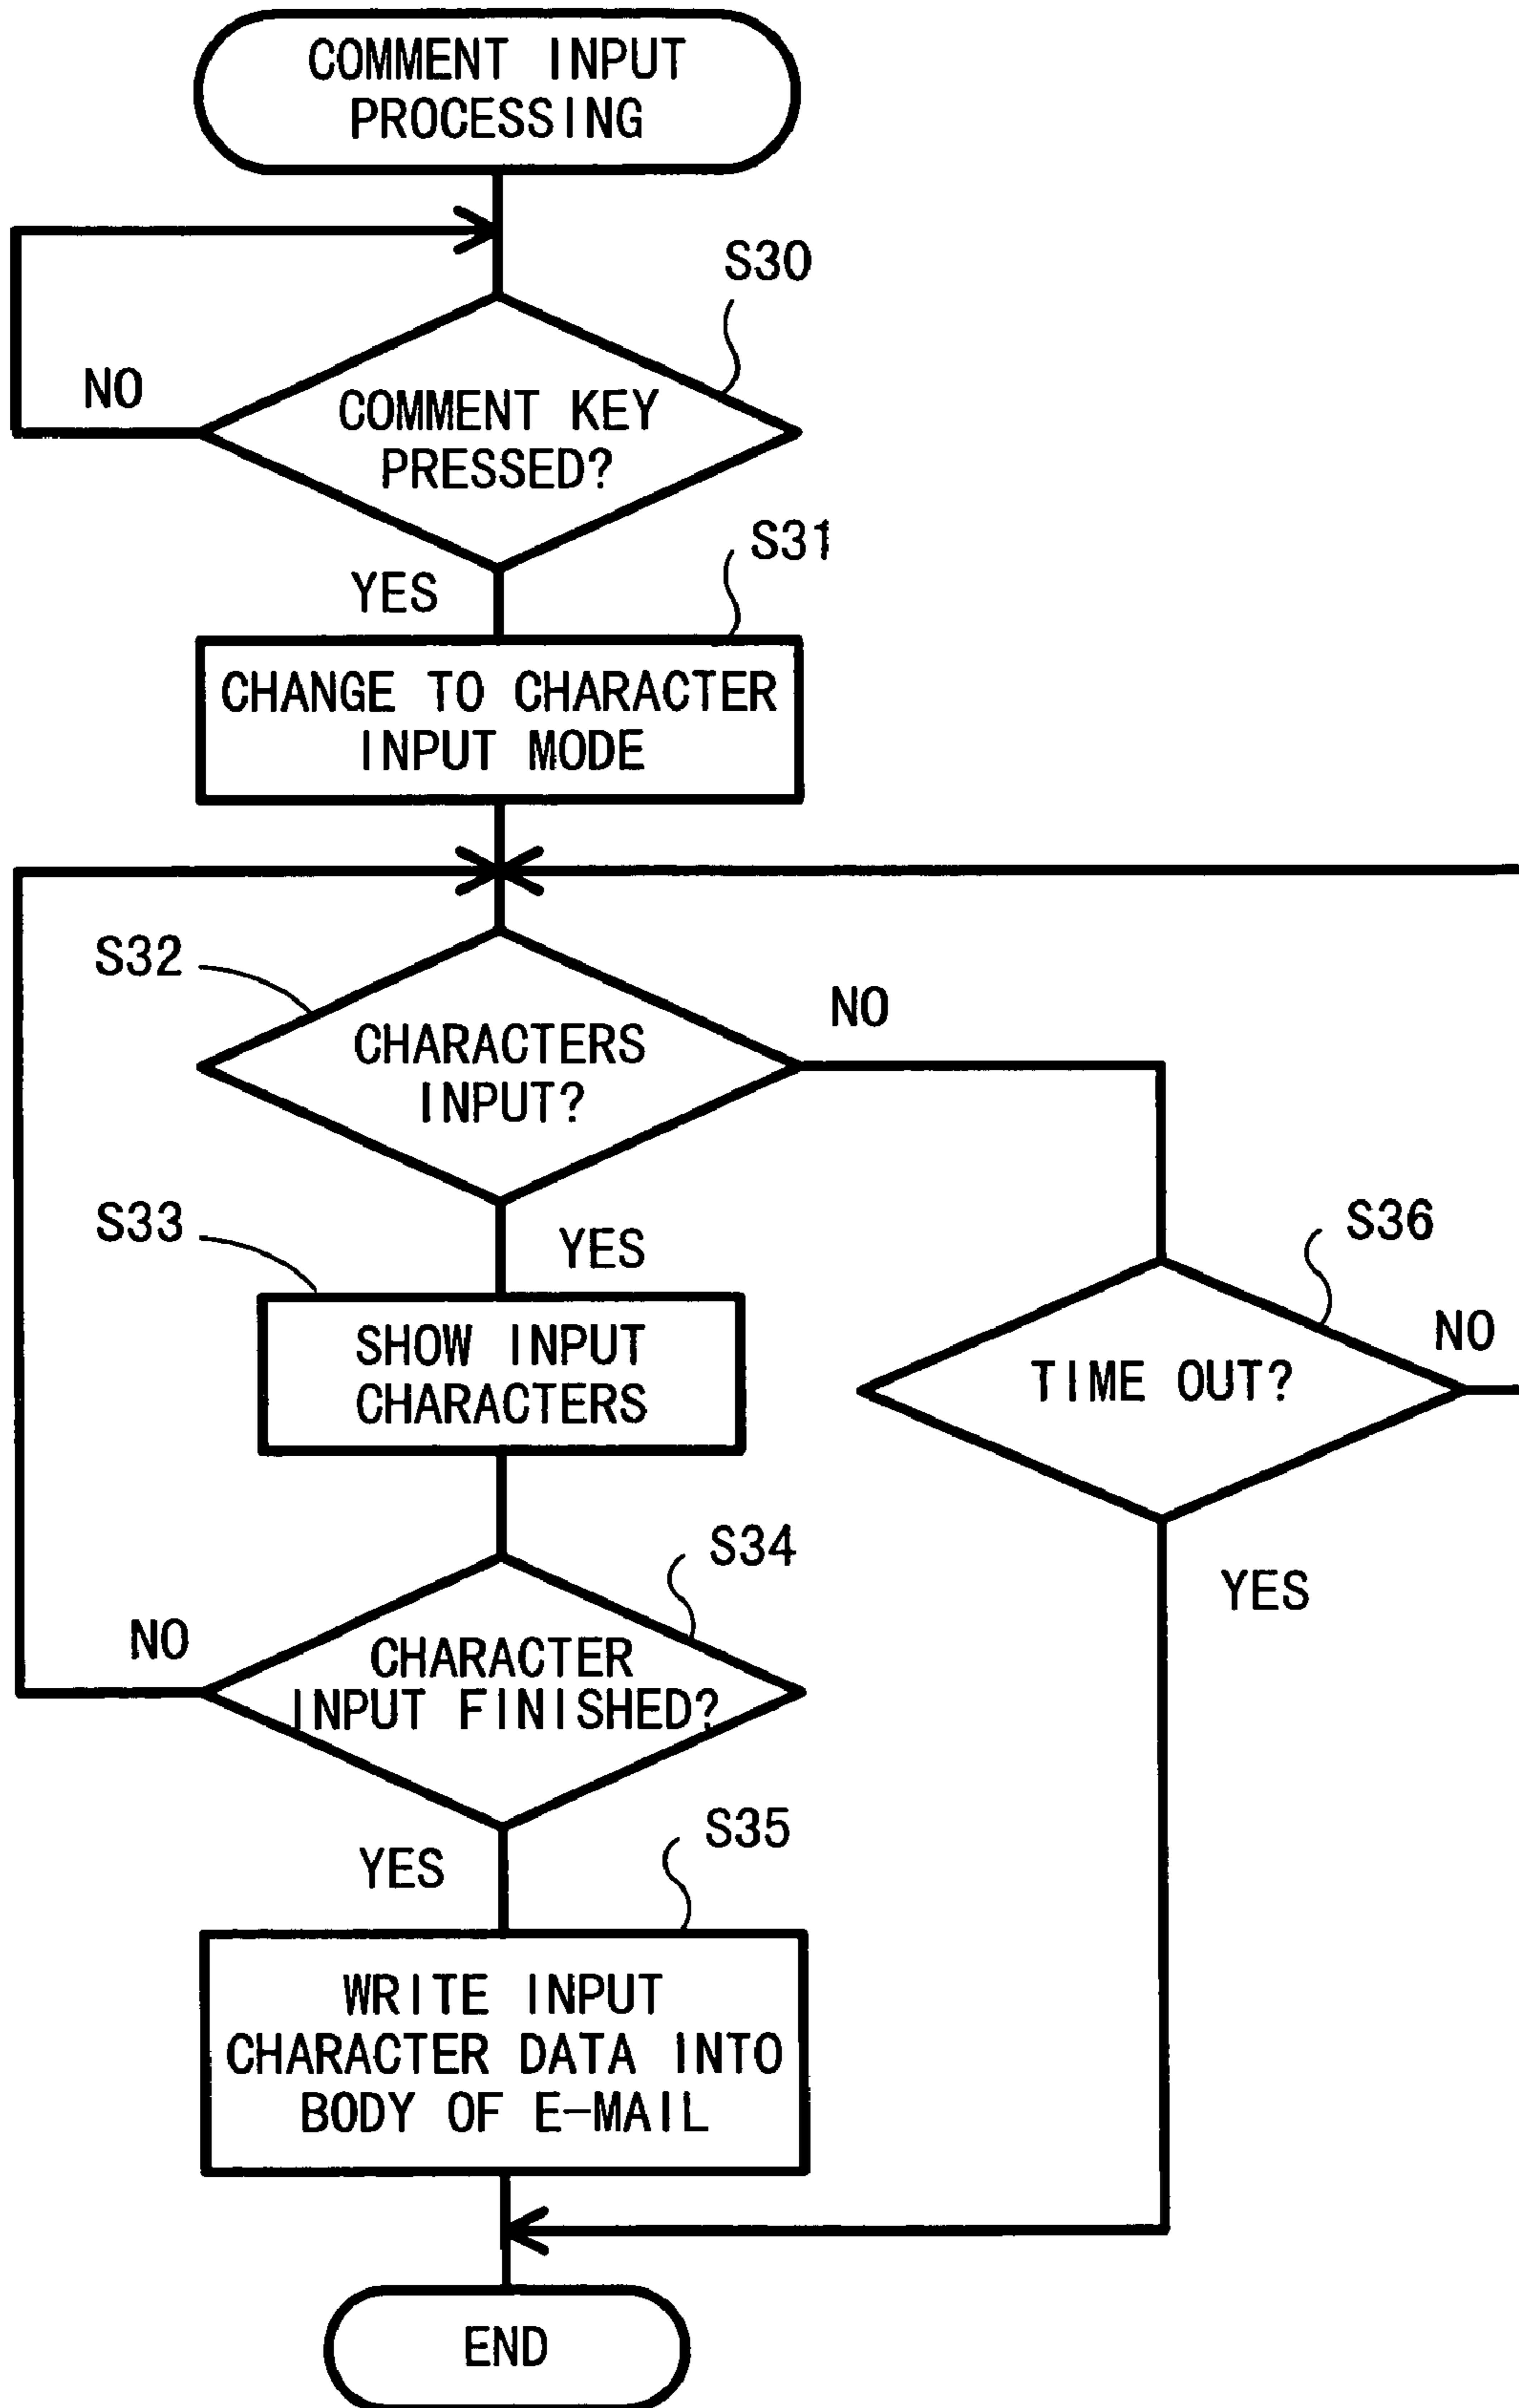 COMMENT INPUT
PROCESSING
S30
NO
COMMENT KEY
PRESSED?
S31
YES
CHANGE TO CHARACTER
INPUT MODE
S32
NO
CHARACTERS
INPUT?
S33
YES
S36
SHOW INPUT
CHARACTERS
NO
TIME OUT?
S34
YES
NO
CHARACTER
INPUT FINISHED?
S35
YES
WRITE INPUT
CHARACTER DATA INTO
BODY OF E-MAIL
END